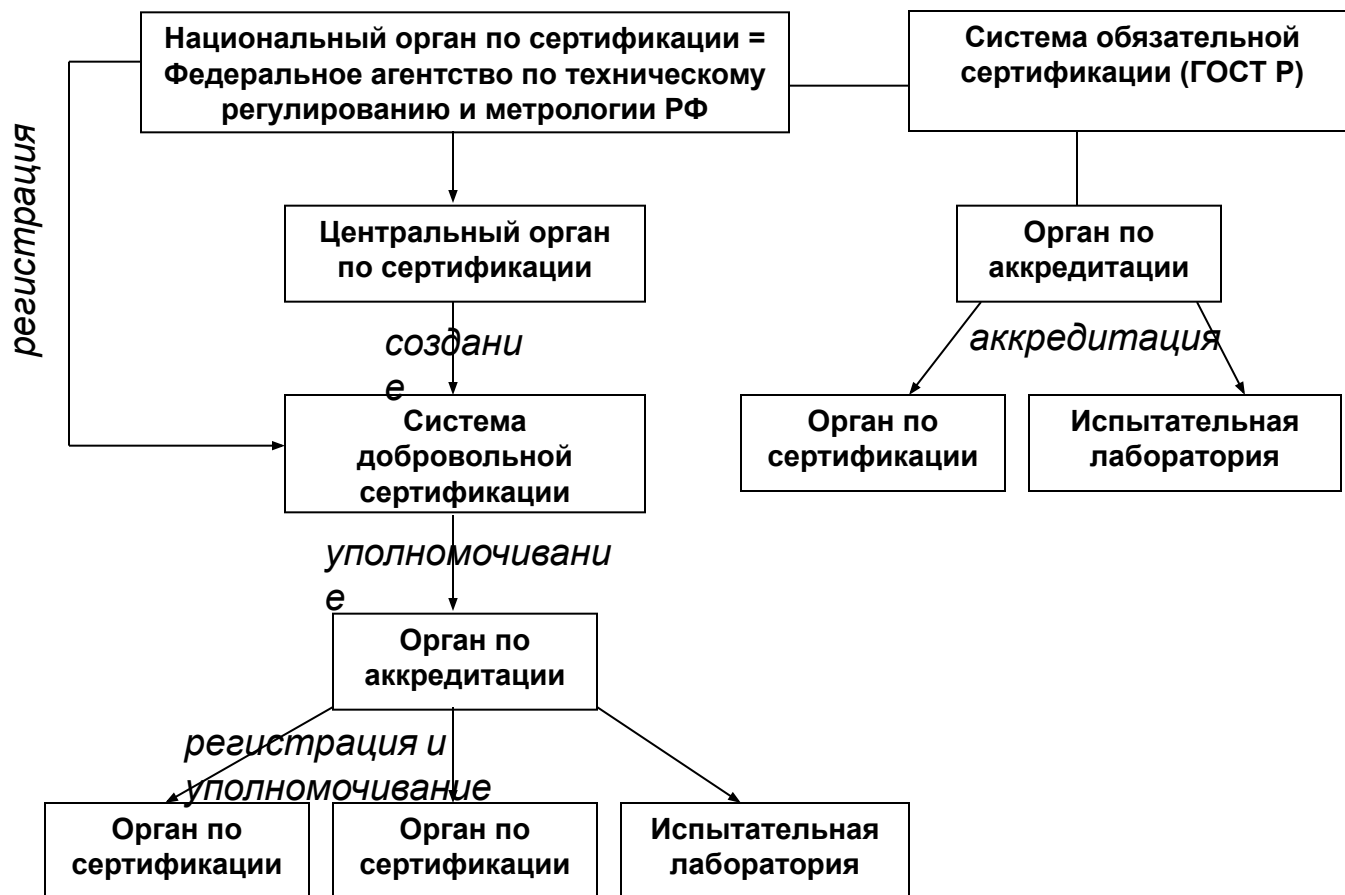 Национальный орган по сертификации =
Федеральное агентство по техническому
регулированию и метрологии РФ
Система обязательной
сертификации (ГОСТ Р)
регистрация
Центральный орган
по сертификации
Орган по
аккредитации
создани
е
аккредитация
Система
добровольной
сертификации
Орган по
сертификации
Испытательная
лаборатория
уполномочивани
е
Орган по
аккредитации
регистрация и
уполномочивание
Орган по
сертификации
Орган по
сертификации
Испытательная
лаборатория